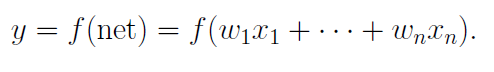 y = f(net) = f(w₁x₁ + · · · + wₙxₙ).